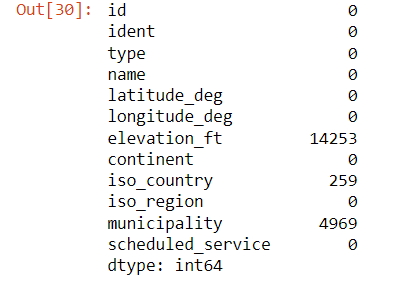 Out[30]: id 0
ident 0
type 0
name 0
latitude_deg 0
longitude_deg 0
elevation_ft 14253
continent 0
iso_country 259
iso_region 0
municipality 4969
scheduled_service 0
dtype: int64